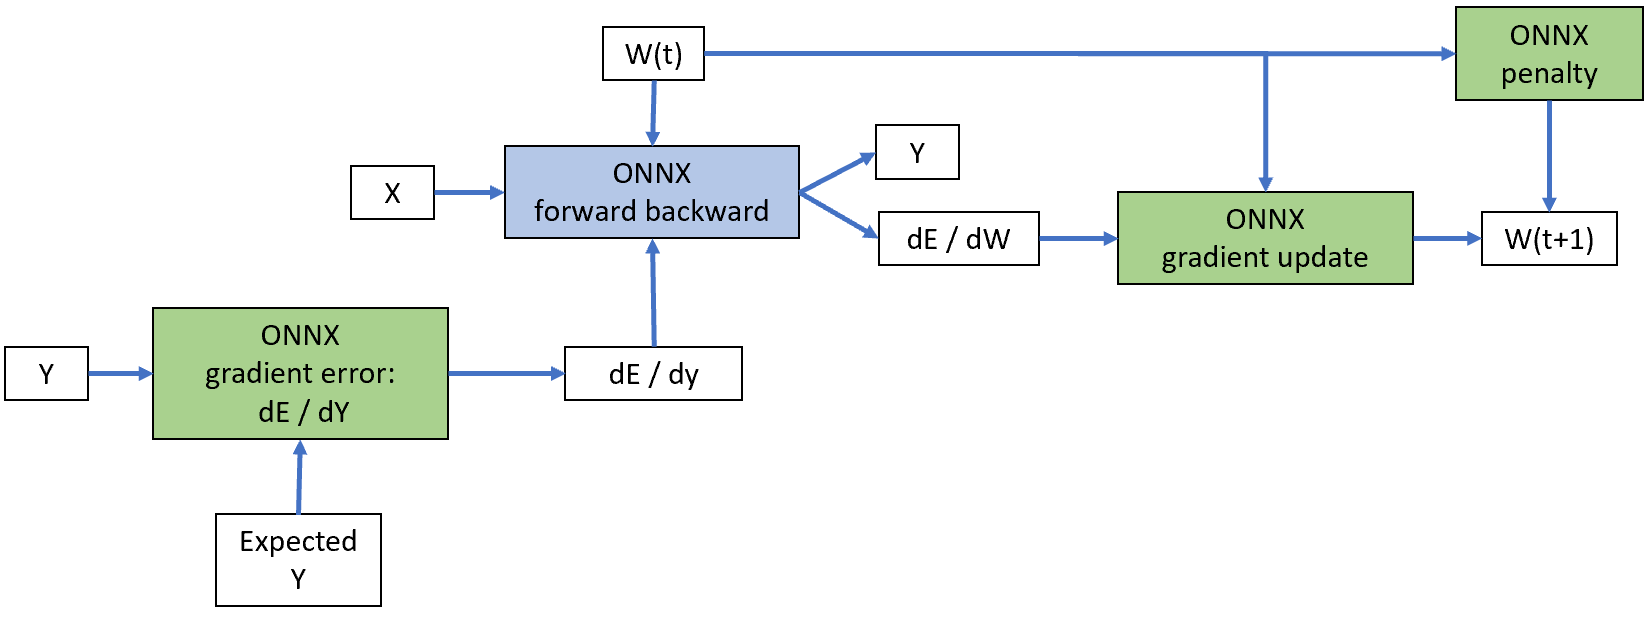 W(t)
ONNX
penalty
X
ONNX
forward backward
Y
dE / dW
ONNX
gradient update
W(t+1)
Y
ONNX
gradient error:
dE / dY
dE / dy
Expected
Y